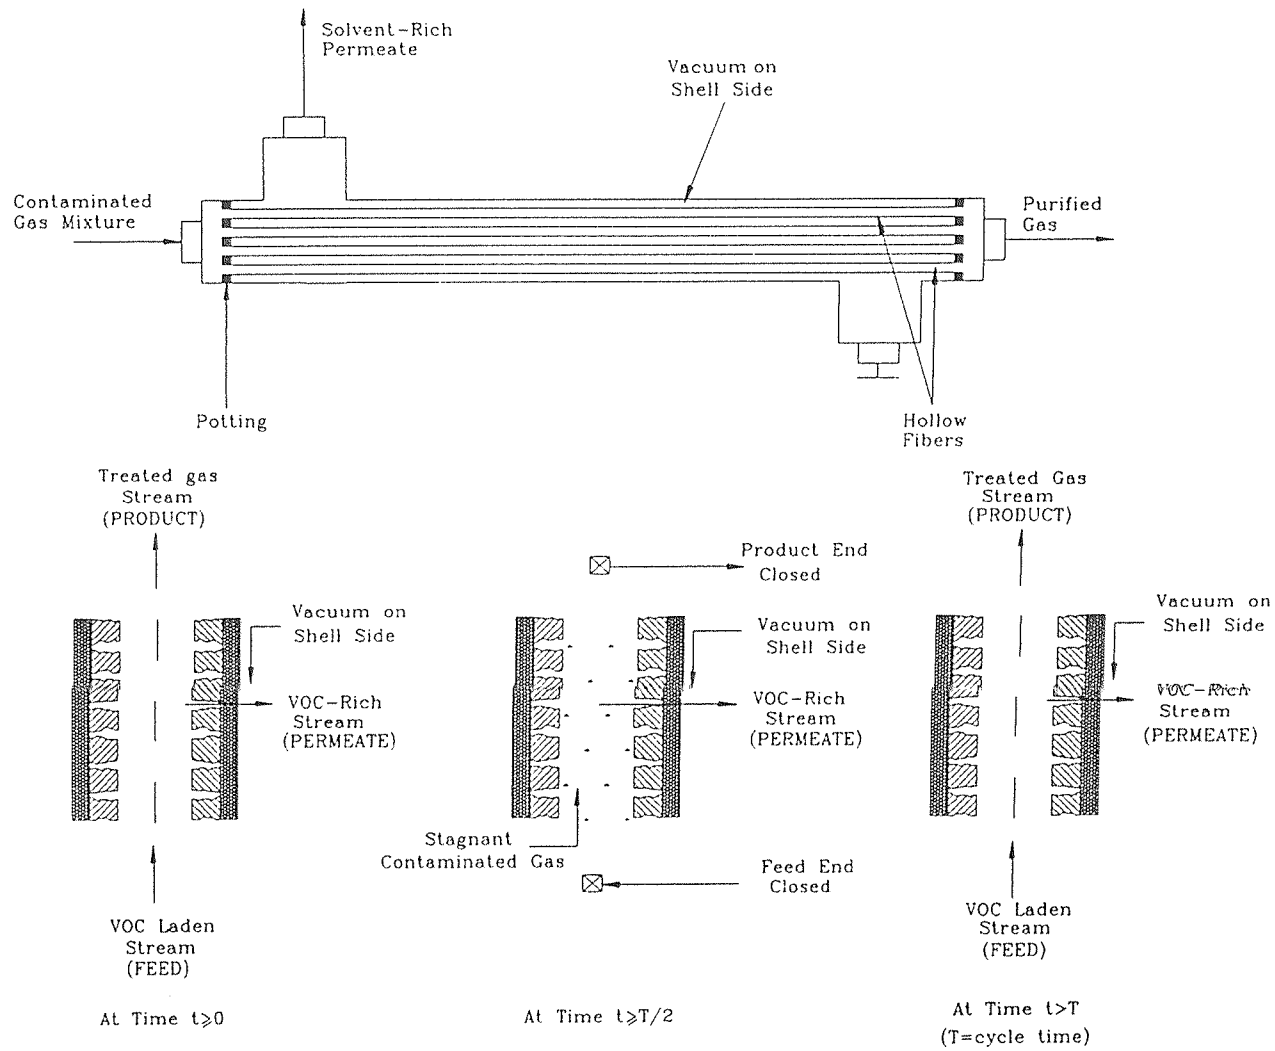 Solvent-Rich
Permeate
Vacuum on
Shell Side
Contaminated
Gas Mixture
Purified
Gas
Potting
Hollow
Fibers
Treated gas
Stream
(PRODUCT)
Vacuum on
Shell Side
VOC-Rich
Stream
(PERMEATE)
VOC Laden
Stream
(FEED)
At Time t⩾0
Product End
Closed
Vacuum on
Shell Side
VOC-Rich
Stream
(PERMEATE)
Stagnant
Contaminated Gas
Feed End
Closed
At Time t⩾T/2
Treated Gas
Stream
(PRODUCT)
Vacuum on
Shell Side
VOC-Rich
Stream
(PERMEATE)
VOC Laden
Stream
(FEED)
At Time t>T
(T=cycle time)